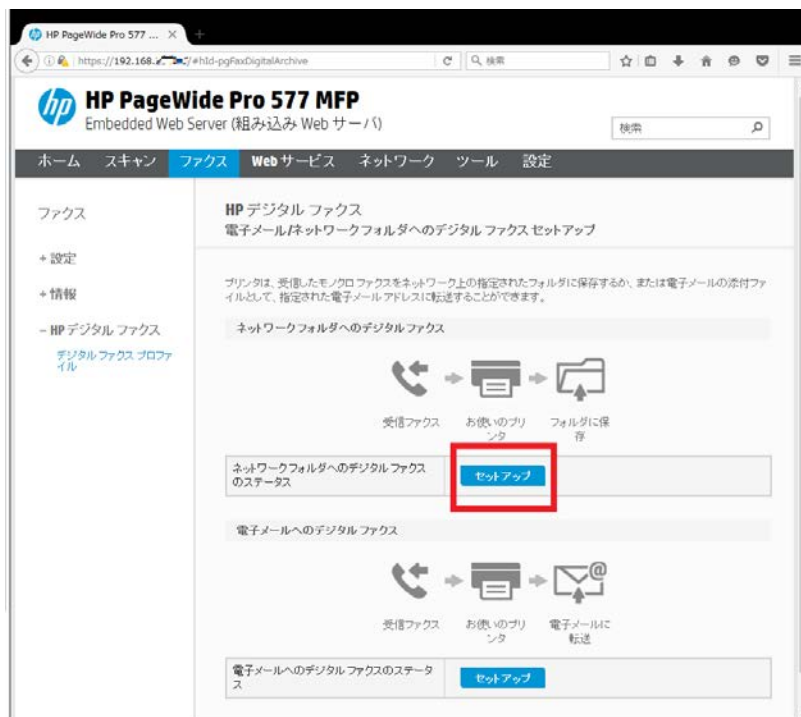 HP PageWide Pro 577 ...
https://192.168.
/#hId-pgFaxDigitalArchive
検索
hp
HP PageWide Pro 577 MFP
Embedded Web Server (組み込み Web サーバ)
検索
ホーム スキャン ファクス Web サービス ネットワーク ツール 設定
ファクス
+ 設定
+ 情報
- HP デジタル ファクス
デジタル ファクス プロファ
イル
HP デジタル ファクス
電子メール/ネットワークフォルダへのデジタル ファクス セットアップ
プリンタは、受信したモノクロ ファクスをネットワーク上の指定されたフォルダに保存するか、または電子メールの添付ファ
イルとして、指定された電子メール アドレスに転送することができます。
ネットワークフォルダへのデジタル ファクス
受信ファクス お使いのプリ フォルダに保
ンタ 存
ネットワークフォルダへのデジタル ファクス
のステータス
セットアップ
電子メールへのデジタル ファクス
受信ファクス お使いのプリ 電子メールに
ンタ 転送
電子メールへのデジタル ファクスのステータ
ス
セットアップ